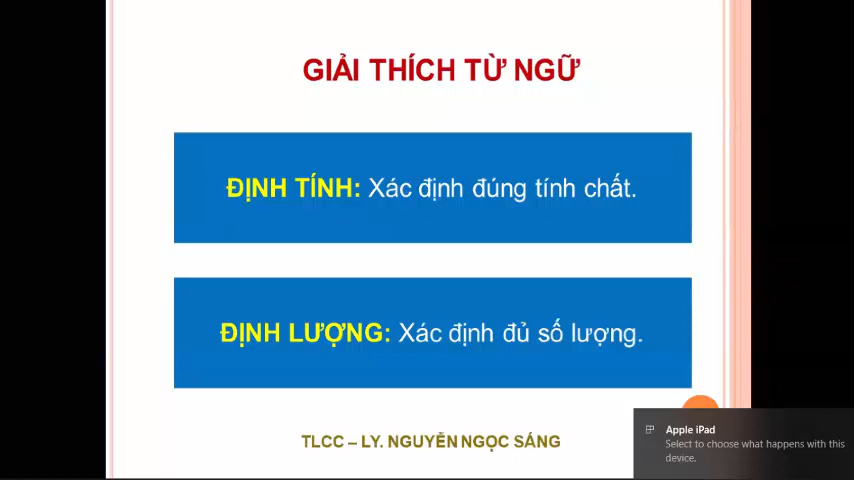 GIẢI THÍCH TỪ NGỮ
ĐỊNH TÍNH: Xác định đúng tính chất.
ĐỊNH LƯỢNG: Xác định đủ số lượng.
TLCC – LY. NGUYỄN NGỌC SÁNG
Apple iPad
Select to choose what happens with this
device.